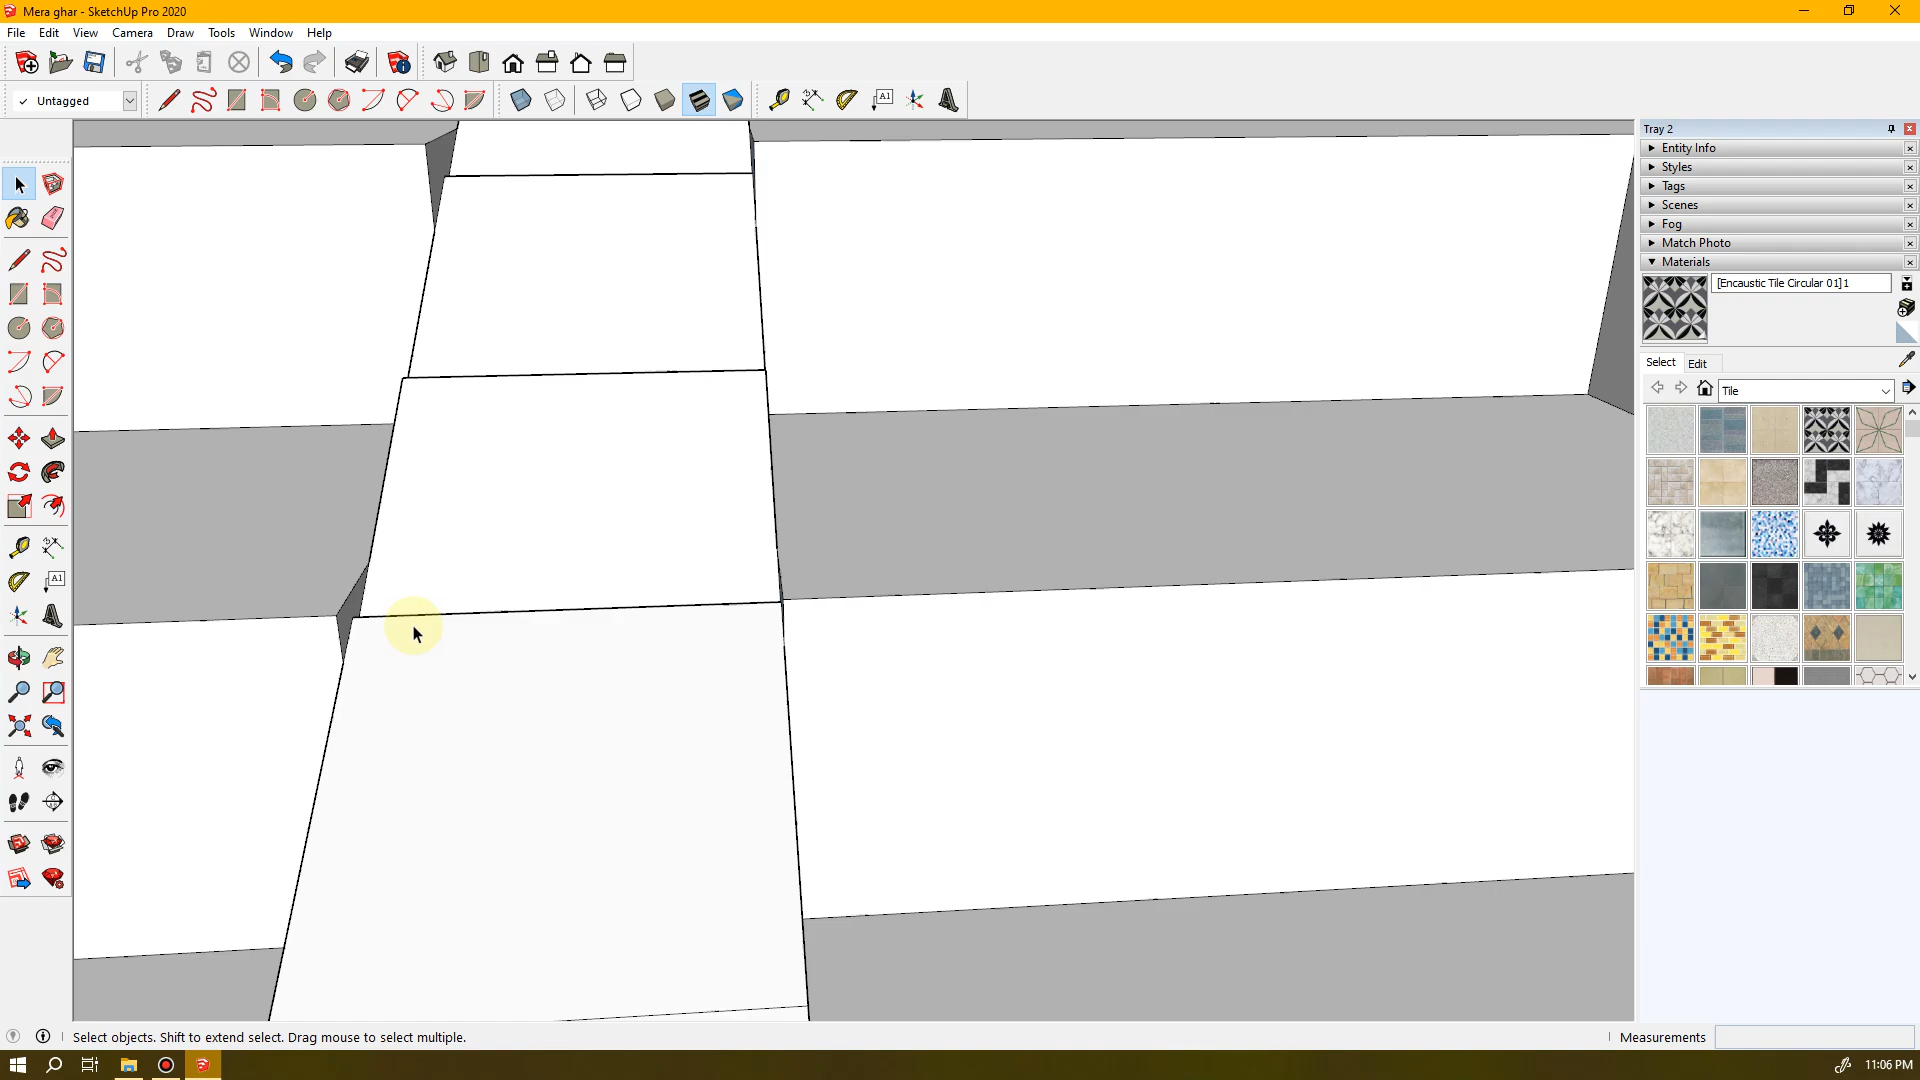 Mera ghar - SketchUp Pro 2020
File Edit View Camera Draw Tools Window Help
Untagged
A1
Tray 2
Entity Info
Styles
Tags
Scenes
Fog
Match Photo
Materials
[Encaustic Tile Circular 01]1
Select Edit
Tile
A1
Select objects. Shift to extend select. Drag mouse to select multiple.
Measurements
11:06 PM